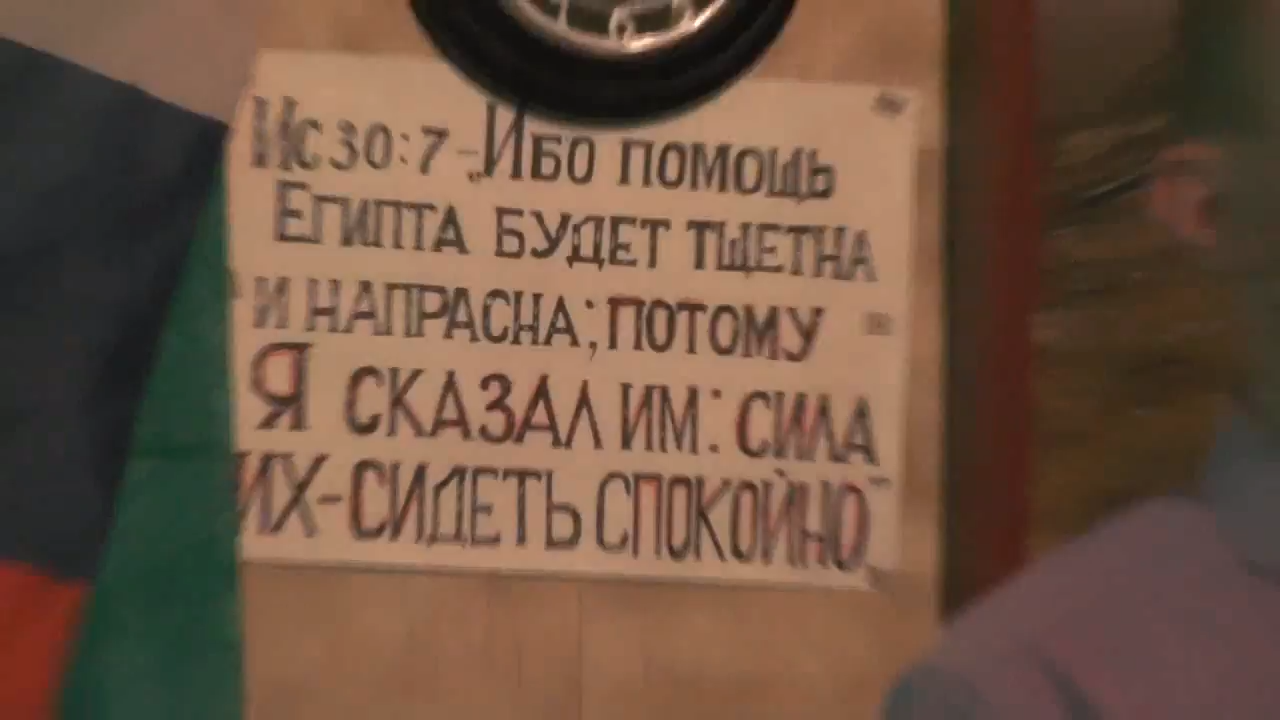 Ис 30:7 - „Ибо помощь
Египта будет тщетна
и напрасна; потому
Я сказал им: сила
их - сидеть спокойно“